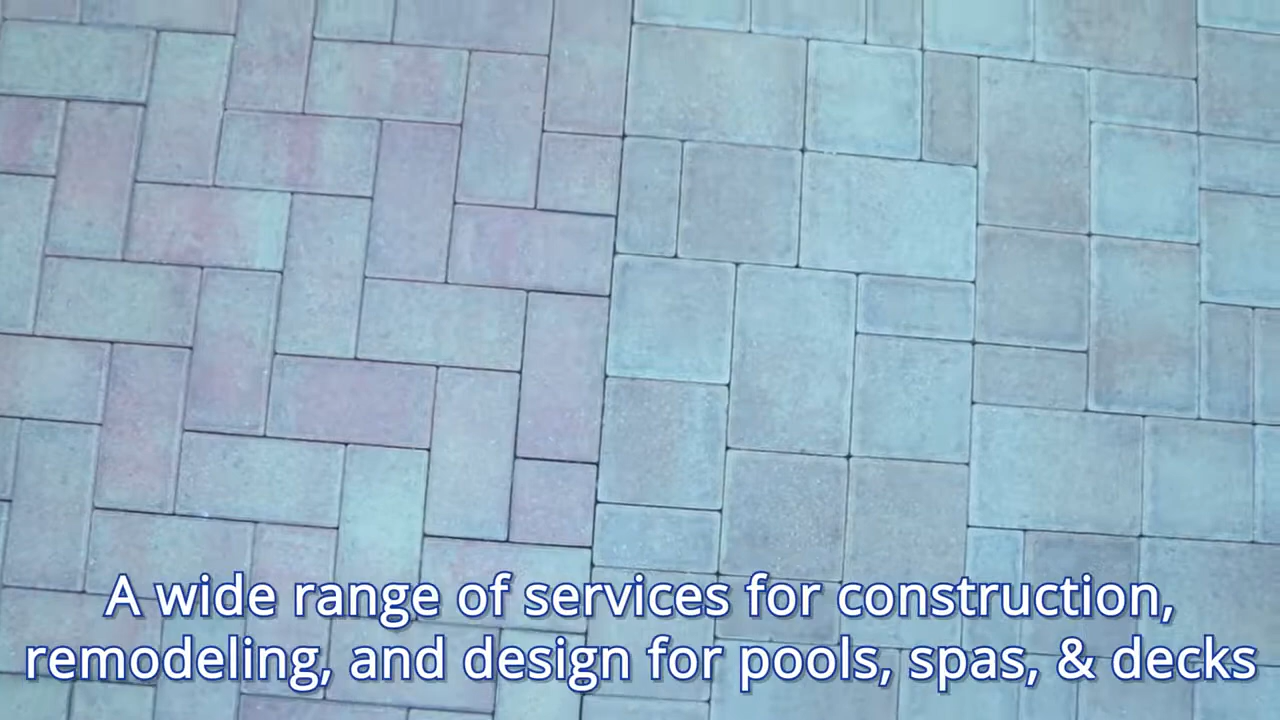 A wide range of services for construction,
remodeling, and design for pools, spas, & decks